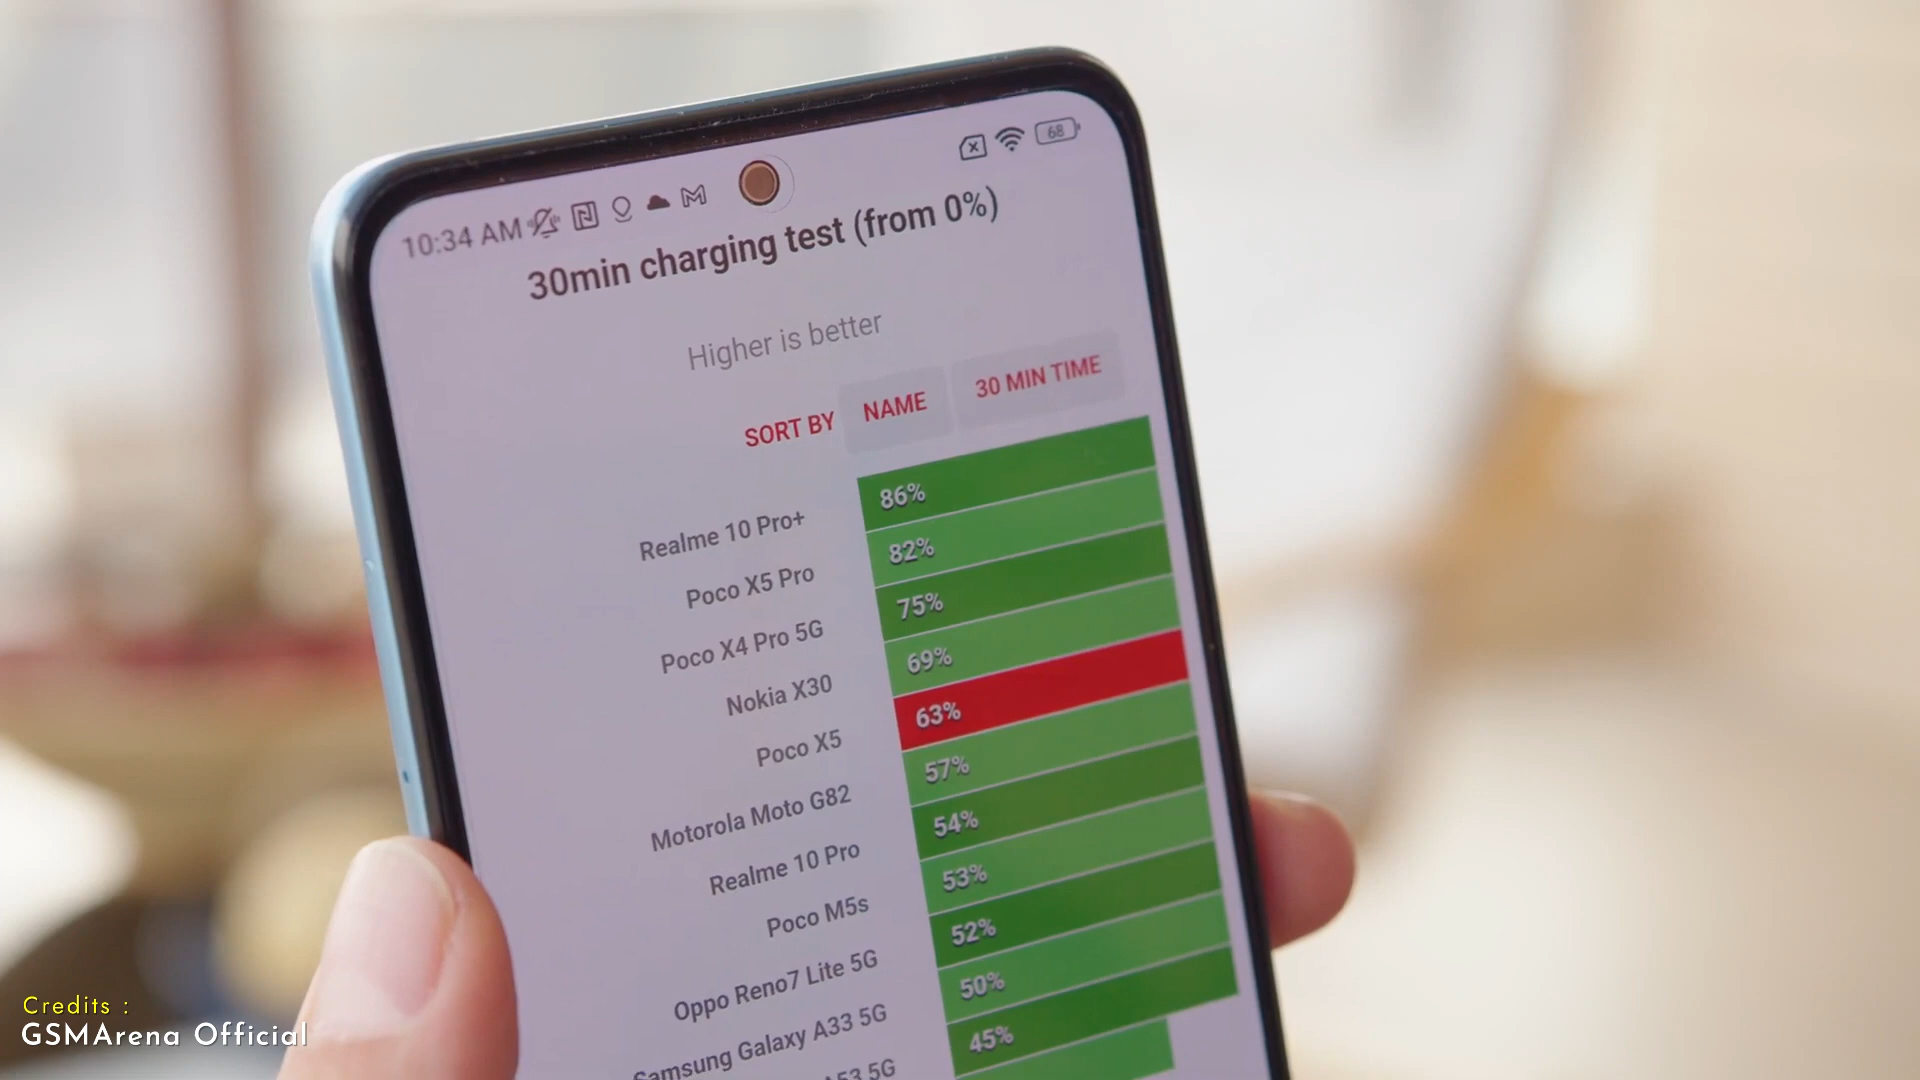 10:34 AM
68
30min charging test (from 0%)
Higher is better
SORT BY NAME 30 MIN TIME
Realme 10 Pro+ 86%
Poco X5 Pro 82%
Poco X4 Pro 5G 75%
Nokia X30 69%
Poco X5 63%
Motorola Moto G82 57%
Realme 10 Pro 54%
Poco M5s 53%
Oppo Reno7 Lite 5G 52%
Samsung Galaxy A33 5G 50%
A53 5G 45%
Credits :
GSMArena Official